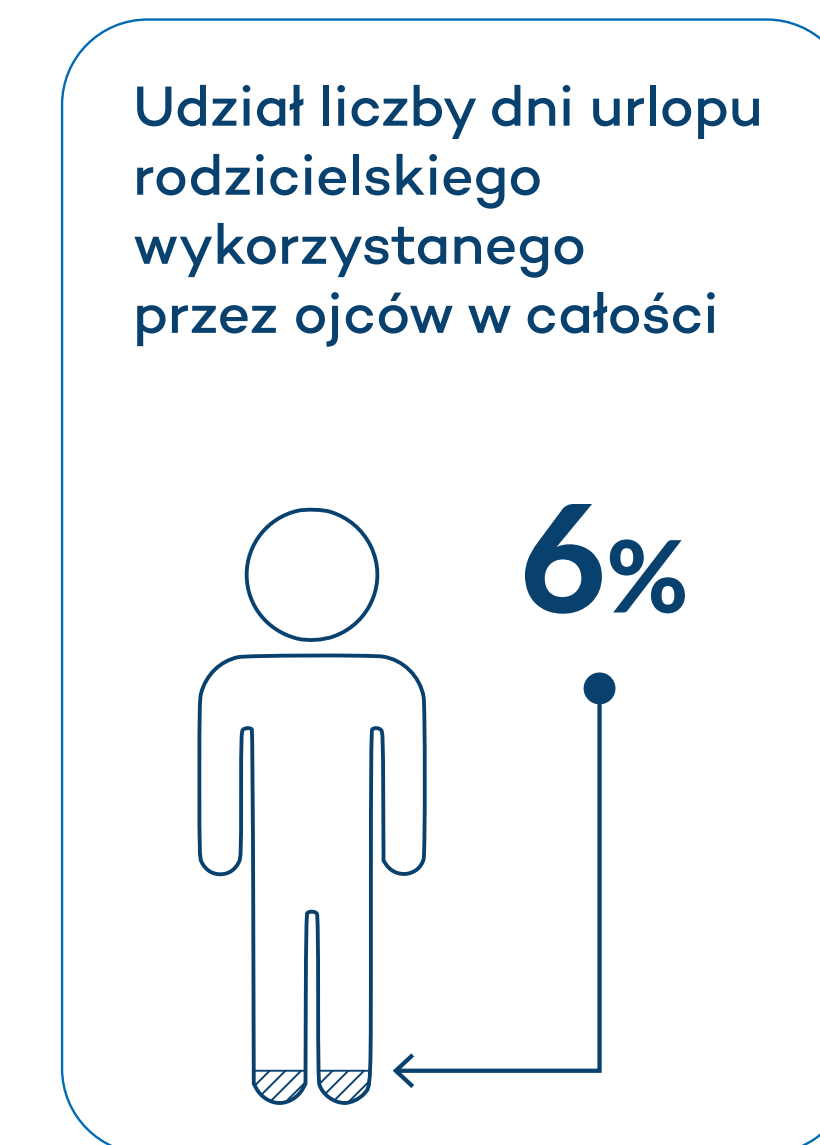 Udział liczby dni urlopu
rodzicielskiego
wykorzystanego
przez ojców w całości
6%